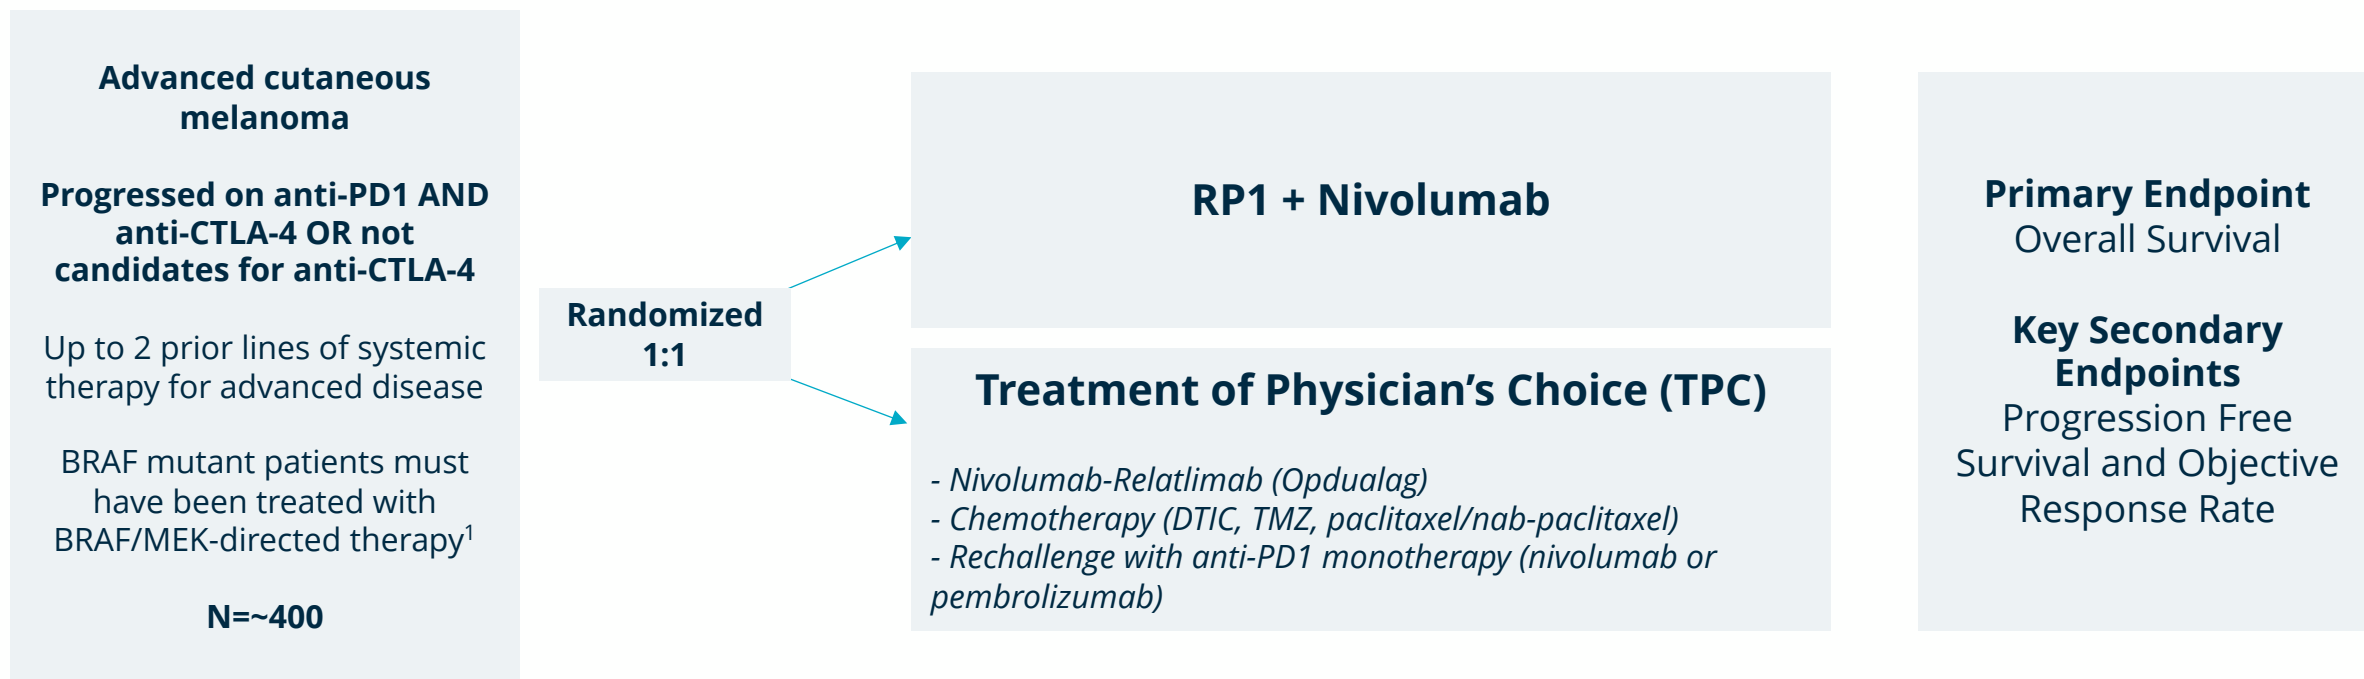 Advanced cutaneous
melanoma
Progressed on anti-PD1 AND
anti-CTLA-4 OR not
candidates for anti-CTLA-4
Up to 2 prior lines of systemic
therapy for advanced disease
BRAF mutant patients must
have been treated with
BRAF/MEK-directed therapy¹
N=~400
Randomized
1:1
RP1 + Nivolumab
Treatment of Physician’s Choice (TPC)
- Nivolumab-Relatlimab (Opdualag)
- Chemotherapy (DTIC, TMZ, paclitaxel/nab-paclitaxel)
- Rechallenge with anti-PD1 monotherapy (nivolumab or
pembrolizumab)
Primary Endpoint
Overall Survival
Key Secondary
Endpoints
Progression Free
Survival and Objective
Response Rate